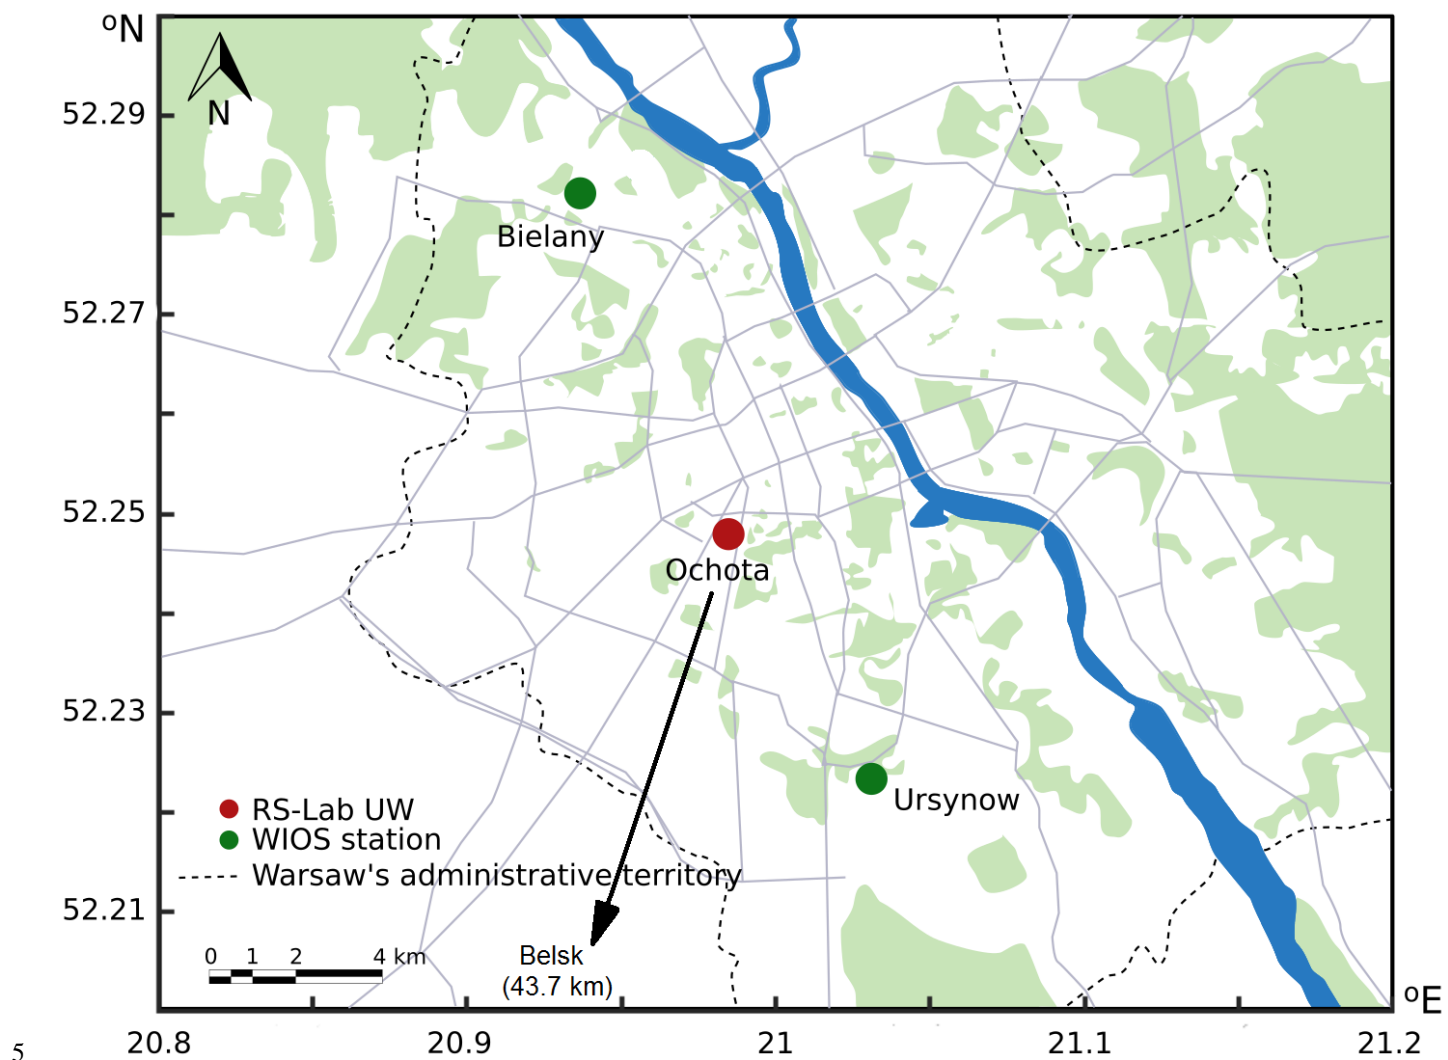 ºN
N
52.29
Bielany
52.27
52.25
Ochota
52.23
Ursynow
RS-Lab UW
WIOS station
Warsaw's administrative territory
52.21
0 1 2 4 km
Belsk
(43.7 km)
ºE
20.8 20.9 21 21.1 21.2
5